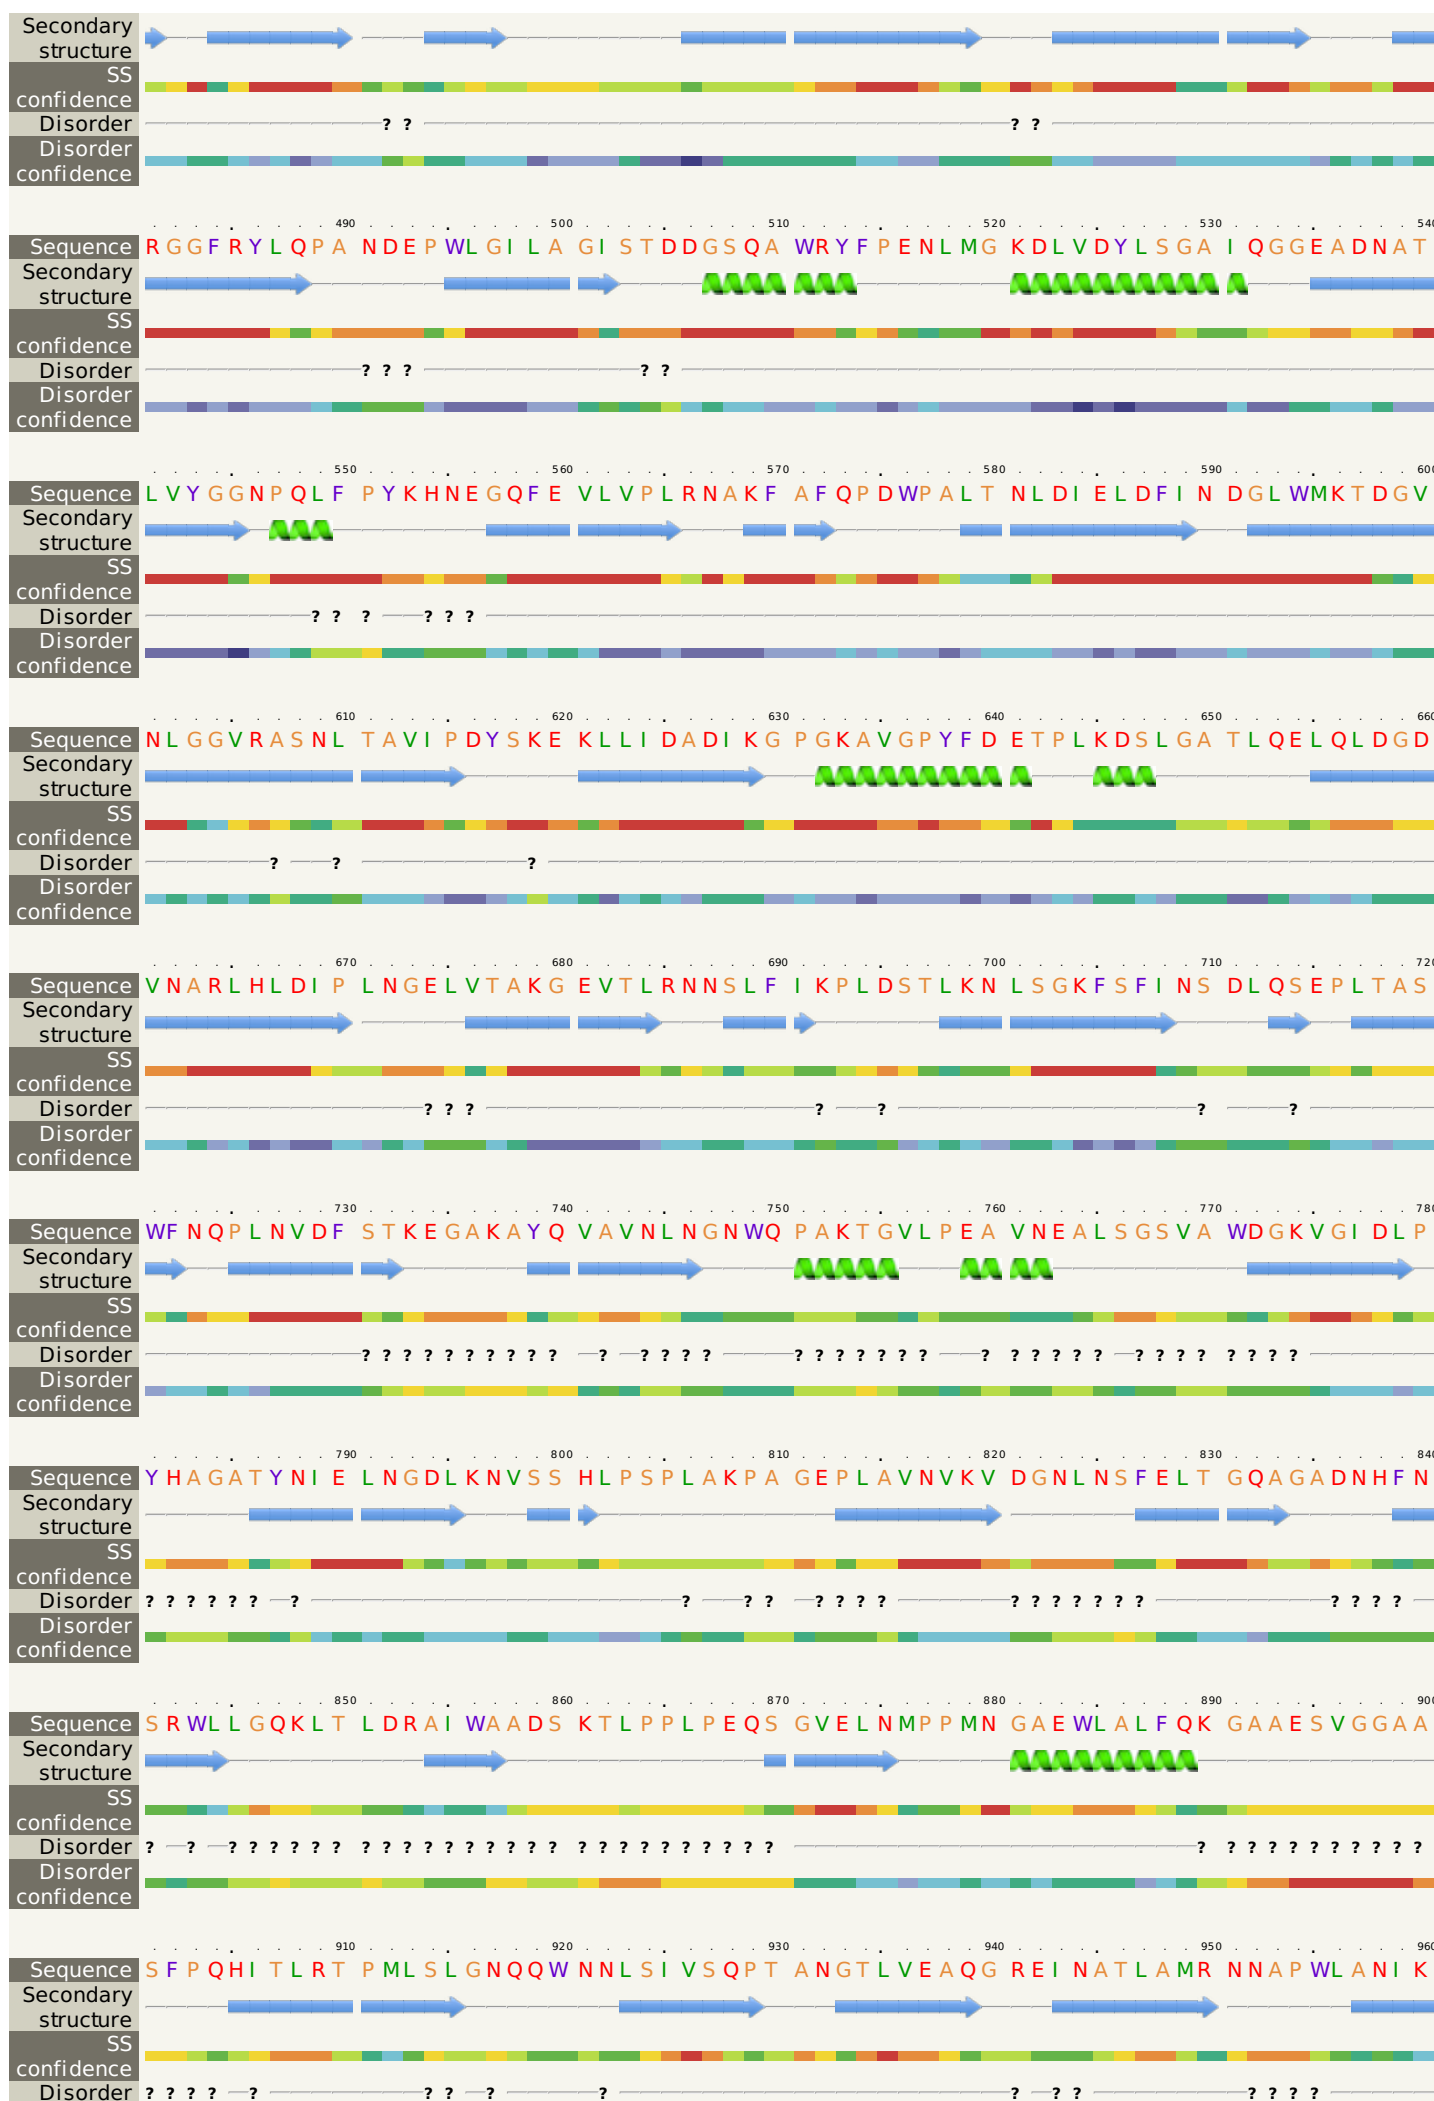 Secondary structure
SS confidence
Disorder ? ? ? ?
Disorder confidence
490 500 510 520 530 540
Sequence RGGFRYLQPA NDEPWLGILA GISTDDGSQA WRYFPENLMG KDLVDYLSGA IQGGEADNAT
Secondary structure
SS confidence
Disorder ? ? ? ? ?
Disorder confidence
550 560 570 580 590 600
Sequence LVYGGNPQLF PYKHNEGQFE VLVPLRNAKF AFQPDWPALT NLDIELDFIN DGLWMKTDGV
Secondary structure
SS confidence
Disorder ? ? ? ? ? ?
Disorder confidence
610 620 630 640 650 660
Sequence NLGGVRASNL TAVIPDYSKE KLLIDADIKG PGKAVGPYFD ETPLKDSLGA TLQELQLDGD
Secondary structure
SS confidence
Disorder ? ? ?
Disorder confidence
670 680 690 700 710 720
Sequence VNARLHLDIP LNGELVTAKG EVTLRNNSLF IKPLDSTLKN LSGKFSFINS DLQSEPLTAS
Secondary structure
SS confidence
Disorder ? ? ? ? ? ? ?
Disorder confidence
730 740 750 760 770 780
Sequence WFNQPLNVDF STKEGAKAYQ VAVNLNGNWQ PAKTGVLPEA VNEALSGSVA WDGKVGIDLP
Secondary structure
SS confidence
Disorder ? ? ? ? ? ? ? ? ? ? ? ? ? ? ? ? ? ? ? ? ? ? ? ? ? ? ? ? ? ? ? ? ? ? ? ?
Disorder confidence
790 800 810 820 830 840
Sequence YHAGATYNIE LNGDLKNVSS HLPSPLAKPA GEPLAVNVKV DGNLNSFELT GQAGADNHFN
Secondary structure
SS confidence
Disorder ? ? ? ? ? ? ? ? ? ? ? ? ? ? ? ? ? ? ? ? ? ? ? ? ?
Disorder confidence
850 860 870 880 890 900
Sequence SRWLLGQKLT LDRAIWAADS KTLPPLPEQS GVELNMPPMN GAEWLALFQK GAAESVGGAA
Secondary structure
SS confidence
Disorder ? ? ? ? ? ? ? ? ? ? ? ? ? ? ? ? ? ? ? ? ? ? ? ? ? ? ? ? ? ? ? ? ? ? ? ? ? ? ?
Disorder confidence
910 920 930 940 950 960
Sequence SFPQHITLRT PMLSLGNQQW NNLSIVSQPT ANGTLVEAQG REINATLAMR NNAPWLANIK
Secondary structure
SS confidence
Disorder ? ? ? ? ? ? ? ? ? ? ? ? ? ? ? ?